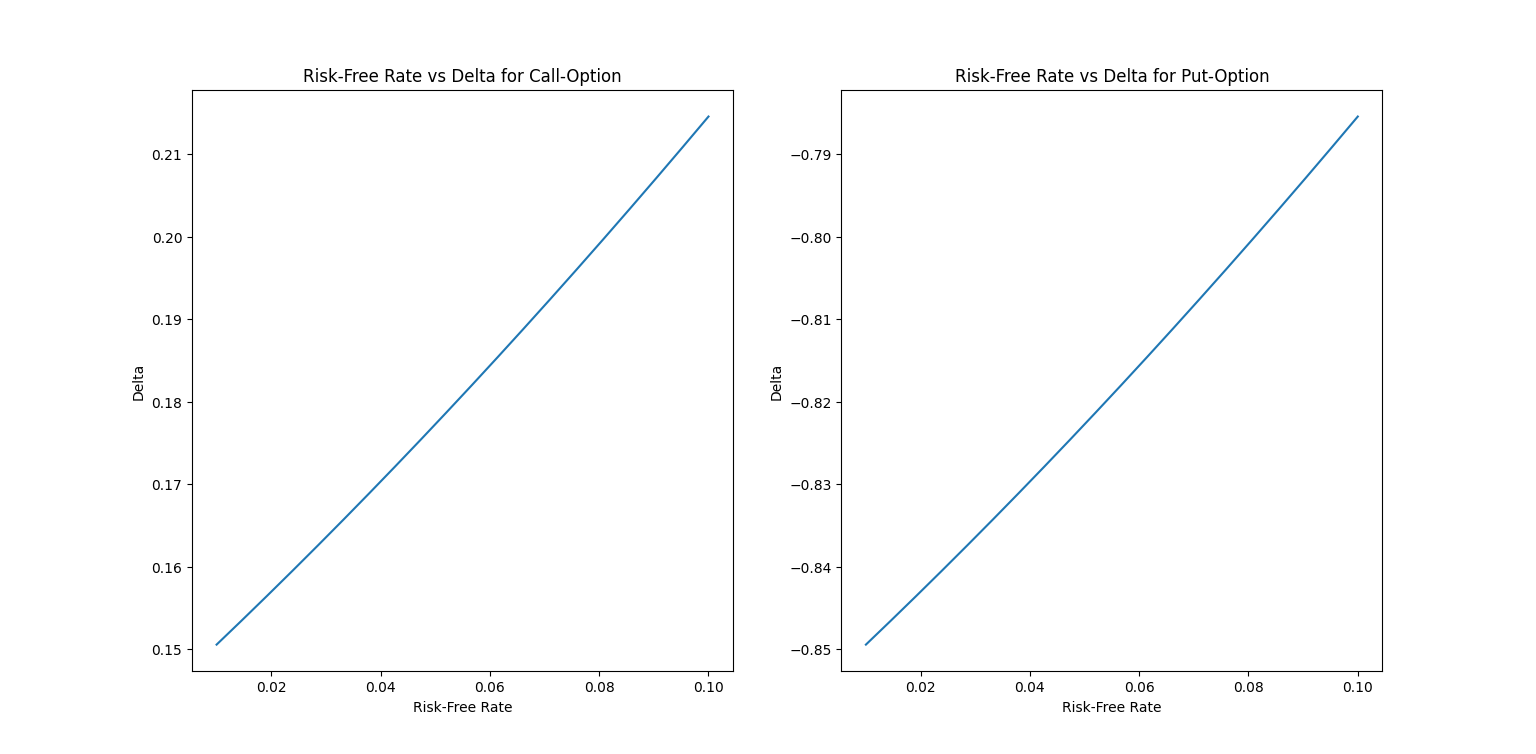 Risk-Free Rate vs Delta for Call-Option
0.21
0.20
0.19
0.18
0.17
0.16
0.15
Delta
0.02 0.04 0.06 0.08 0.10
Risk-Free Rate
Risk-Free Rate vs Delta for Put-Option
−0.79
−0.80
−0.81
−0.82
−0.83
−0.84
−0.85
Delta
0.02 0.04 0.06 0.08 0.10
Risk-Free Rate